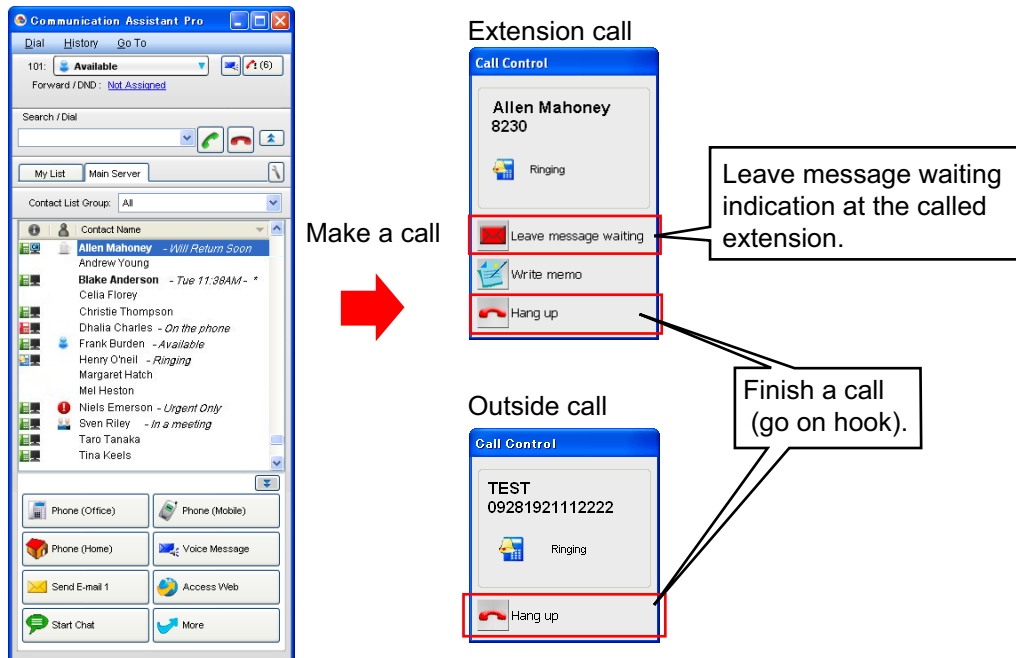 Communication Assistant Pro
Dial History Go To
101: Available (6)
Forward / DND : Not Assigned
Search / Dial
My List Main Server
Contact List Group: All
Contact Name
Allen Mahoney - Will Return Soon
Andrew Young
Blake Anderson - Tue 11:39AM - *
Celia Florey
Christie Thompson
Dhalia Charles - On the phone
Frank Burden - Available
Henry O'neil - Ringing
Margaret Hatch
Mel Heston
Niels Emerson - Urgent Only
Sven Riley - In a meeting
Taro Tanaka
Tina Keels
Phone (Office) Phone (Mobile)
Phone (Home) Voice Message
Send E-mail 1 Access Web
Start Chat More
Make a call
Extension call
Call Control
Allen Mahoney
8230
Ringing
Leave message waiting
Write memo
Hang up
Leave message waiting
indication at the called
extension.
Finish a call
(go on hook).
Outside call
Call Control
TEST
09281921112222
Ringing
Hang up